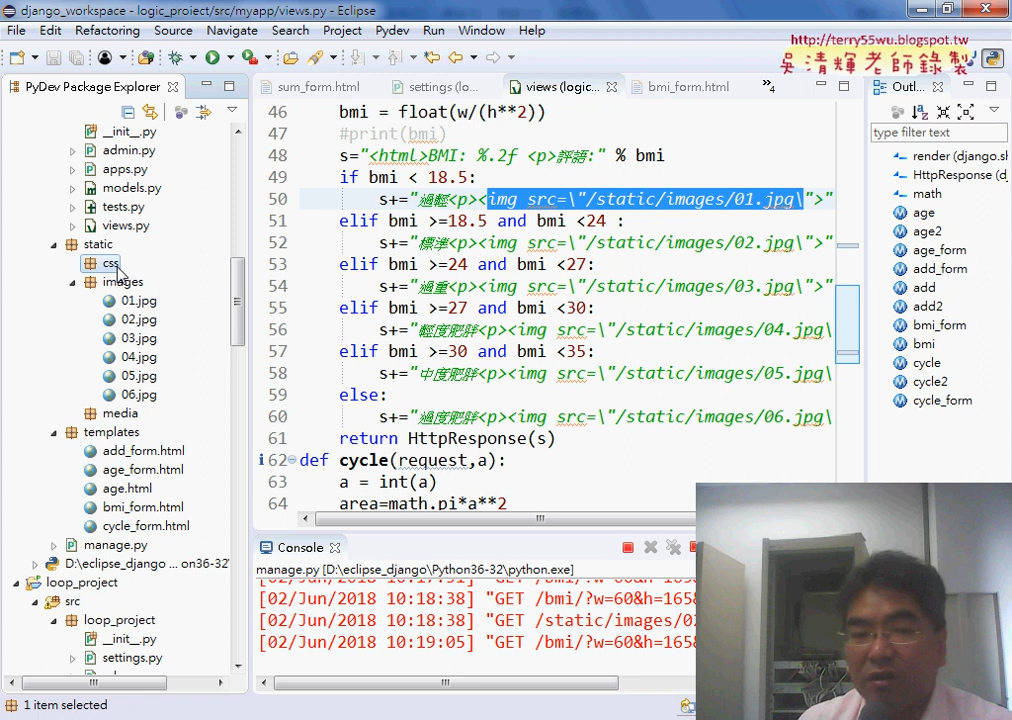 django_workspace - logic_project/src/myapp/views.py - Eclipse
File Edit Refactoring Source Navigate Search Project Pydev Run Window Help
http://terry55wu.blogspot.tw
吳清輝老師錄製
PyDev Package Explorer
sum_form.html
settings (lo...
views (logic...
bmi_form.html
»4
Outl...
type filter text
__init__.py
admin.py
apps.py
models.py
tests.py
views.py
static
css
images
01.jpg
02.jpg
03.jpg
04.jpg
05.jpg
06.jpg
media
templates
add_form.html
age_form.html
age.html
bmi_form.html
cycle_form.html
manage.py
D:\eclipse_django\ ... on36-32\
loop_project
src
loop_project
__init__.py
settings.py
46 bmi = float(w/(h**2))
47 #print(bmi)
48 s="<html>BMI: %.2f <p>評語:" % bmi
49 if bmi < 18.5:
50 s+="過輕<p><img src=\"/static/images/01.jpg\">"
51 elif bmi >=18.5 and bmi <24 :
52 s+="標準<p><img src=\"/static/images/02.jpg\">"
53 elif bmi >=24 and bmi <27:
54 s+="過重<p><img src=\"/static/images/03.jpg\">"
55 elif bmi >=27 and bmi <30:
56 s+="輕度肥胖<p><img src=\"/static/images/04.jpg\
57 elif bmi >=30 and bmi <35:
58 s+="中度肥胖<p><img src=\"/static/images/05.jpg\
59 else:
60 s+="過度肥胖<p><img src=\"/static/images/06.jpg\
61 return HttpResponse(s)
62 def cycle(request,a):
63 a = int(a)
64 area=math.pi*a**2
render (django.sh
HttpResponse (dj
math
age
age2
age_form
add_form
add
add2
bmi_form
bmi
cycle
cycle2
cycle_form
Console
manage.py [D:\eclipse_django\Python36-32\python.exe]
[02/Jun/2018 10:18:38] "GET /bmi/?w=60&h=165&
[02/Jun/2018 10:18:38] "GET /static/images/02
[02/Jun/2018 10:19:05] "GET /bmi/?w=60&h=165&
1 item selected